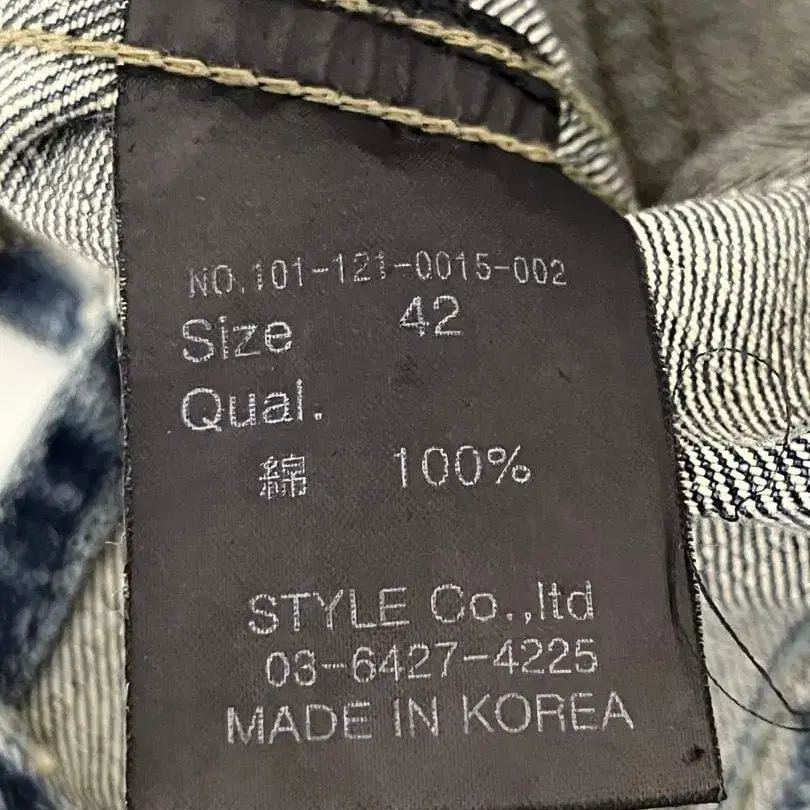 NO.101-121-0015-002
Size 42
Qual.
綿 100%
STYLE Co.,ltd
03-6427-4225
MADE IN KOREA